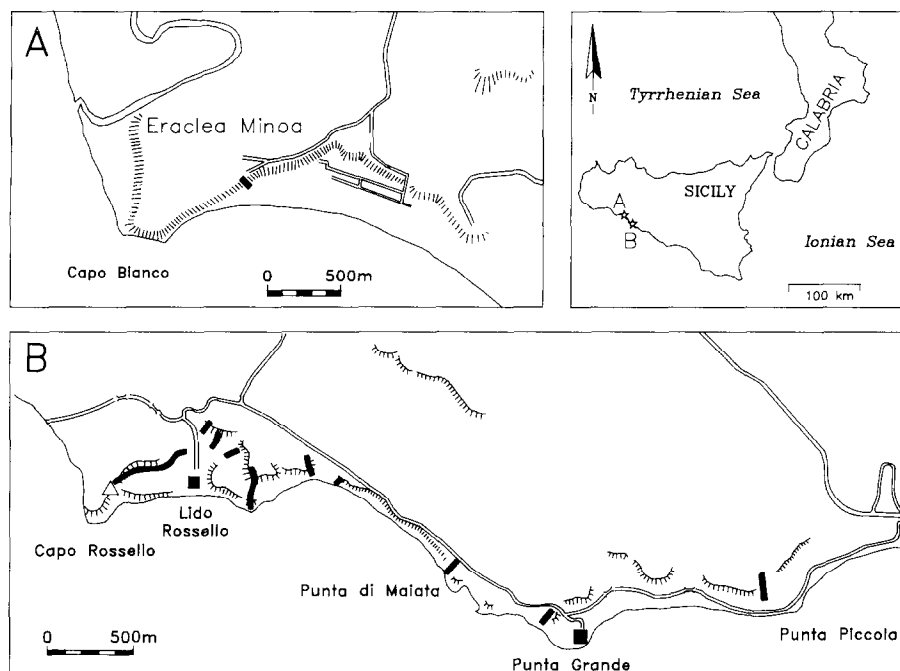 A
Eraclea Minoa
Capo Bianco
0 500m
N
Tyrrhenian Sea
CALABRIA
SICILY
A
B
Ionian Sea
100 km
B
Lido
Rossello
Capo Rossello
Punta di Maiata
0 500m
Punta Grande
Punta Piccola